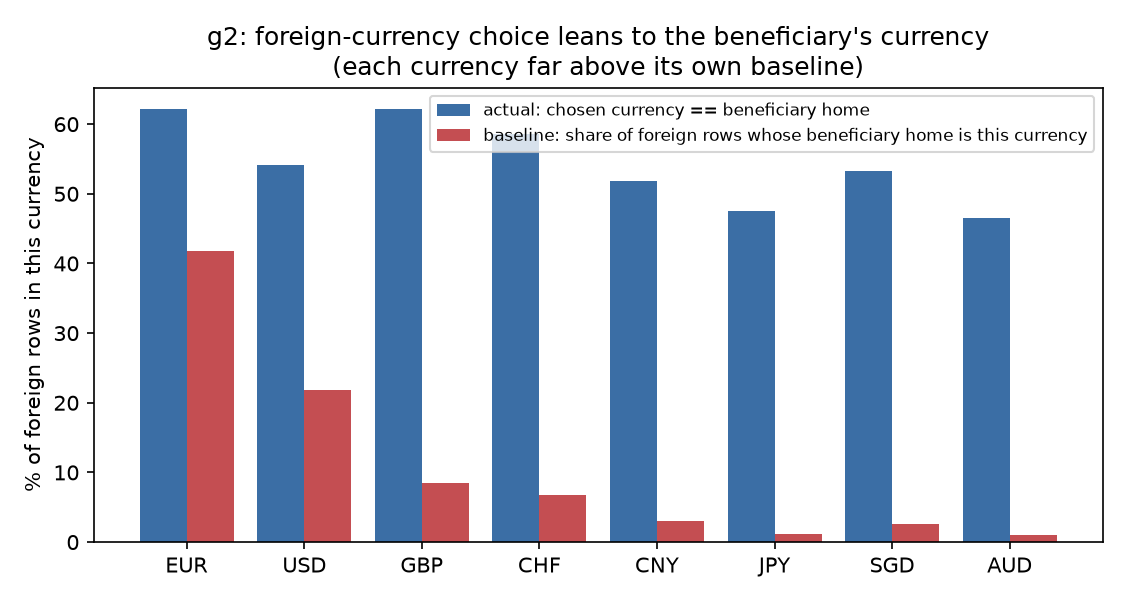 g2: foreign-currency choice leans to the beneficiary's currency
(each currency far above its own baseline)
actual: chosen currency == beneficiary home
baseline: share of foreign rows whose beneficiary home is this currency
% of foreign rows in this currency
60
50
40
30
20
10
0
EUR USD GBP CHF CNY JPY SGD AUD